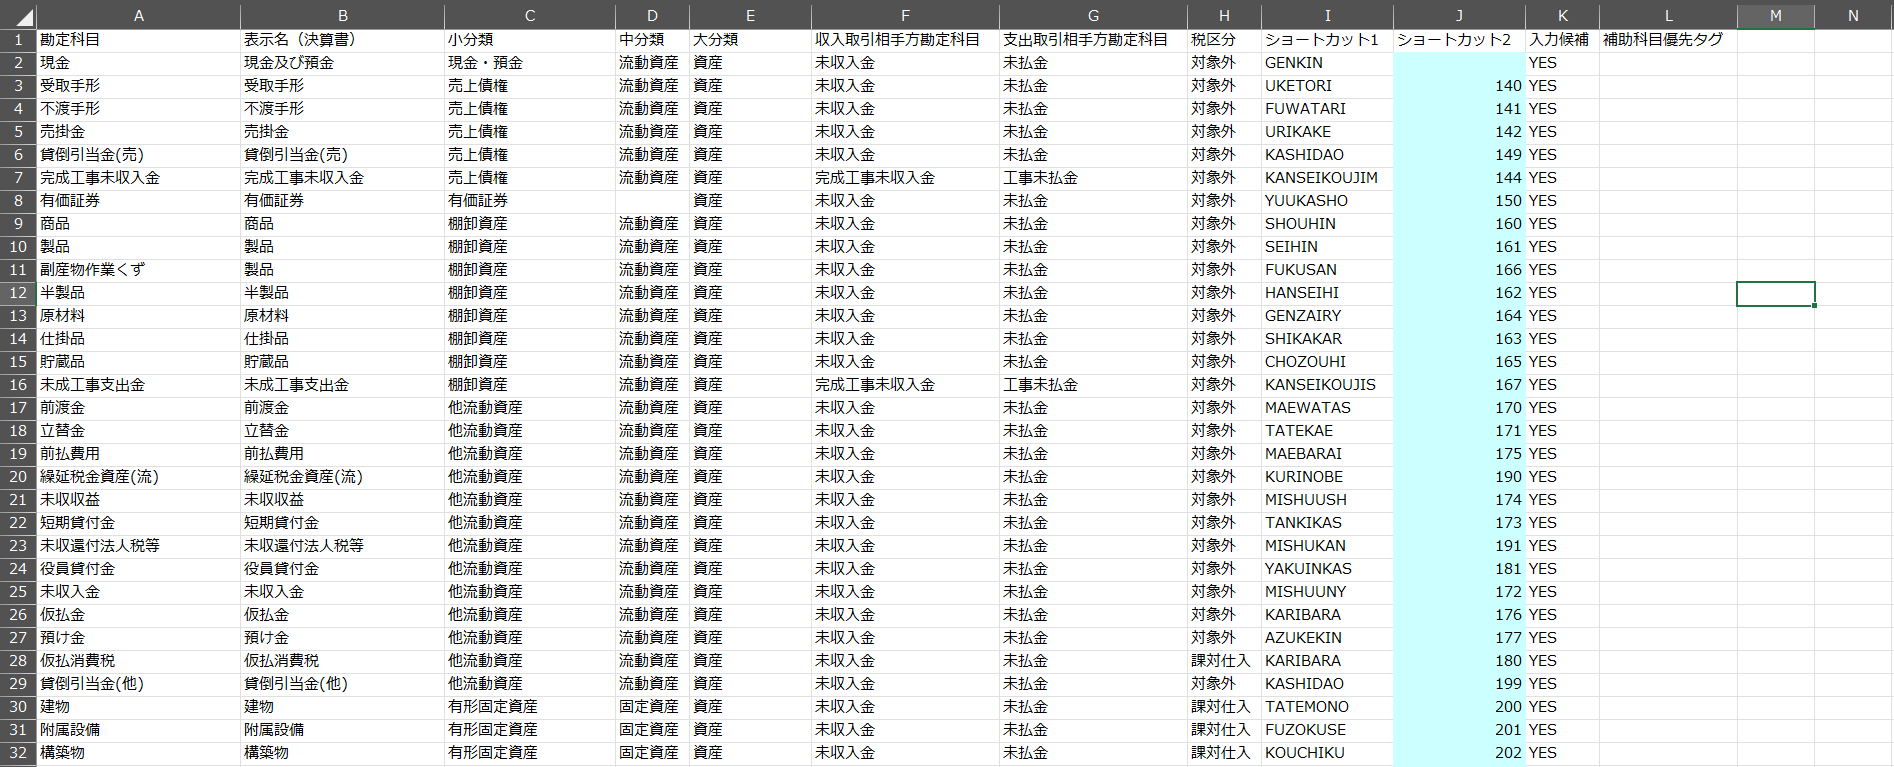 A B C D E F G H I J K L M N
1 勘定科目 表示名（決算書） 小分類 中分類 大分類 収入取引相手方勘定科目 支出取引相手方勘定科目 税区分 ショートカット1 ショートカット2 入力候補 補助科目優先タグ
2 現金 現金及び預金 現金・預金 流動資産 資産 未収入金 未払金 対象外 GENKIN YES
3 受取手形 受取手形 売上債権 流動資産 資産 未収入金 未払金 対象外 UKETORI 140 YES
4 不渡手形 不渡手形 売上債権 流動資産 資産 未収入金 未払金 対象外 FUWATARI 141 YES
5 売掛金 売掛金 売上債権 流動資産 資産 未収入金 未払金 対象外 URIKAKE 142 YES
6 貸倒引当金(売) 貸倒引当金(売) 売上債権 流動資産 資産 未収入金 未払金 対象外 KASHIDAO 149 YES
7 完成工事未収入金 完成工事未収入金 売上債権 流動資産 資産 完成工事未収入金 工事未払金 対象外 KANSEIKOUJIM 144 YES
8 有価証券 有価証券 有価証券 資産 未収入金 未払金 対象外 YUUKASHO 150 YES
9 商品 商品 棚卸資産 流動資産 資産 未収入金 未払金 対象外 SHOUHIN 160 YES
10 製品 製品 棚卸資産 流動資産 資産 未収入金 未払金 対象外 SEIHIN 161 YES
11 副産物作業くず 製品 棚卸資産 流動資産 資産 未収入金 未払金 対象外 FUKUSAN 166 YES
12 半製品 半製品 棚卸資産 流動資産 資産 未収入金 未払金 対象外 HANSEIHI 162 YES
13 原材料 原材料 棚卸資産 流動資産 資産 未収入金 未払金 対象外 GENZAIRY 164 YES
14 仕掛品 仕掛品 棚卸資産 流動資産 資産 未収入金 未払金 対象外 SHIKAKAR 163 YES
15 貯蔵品 貯蔵品 棚卸資産 流動資産 資産 未収入金 未払金 対象外 CHOZOUHI 165 YES
16 未成工事支出金 未成工事支出金 棚卸資産 流動資産 資産 完成工事未収入金 工事未払金 対象外 KANSEIKOUJIS 167 YES
17 前渡金 前渡金 他流動資産 流動資産 資産 未収入金 未払金 対象外 MAEWATAS 170 YES
18 立替金 立替金 他流動資産 流動資産 資産 未収入金 未払金 対象外 TATEKAE 171 YES
19 前払費用 前払費用 他流動資産 流動資産 資産 未収入金 未払金 対象外 MAEBARAI 175 YES
20 繰延税金資産(流) 繰延税金資産(流) 他流動資産 流動資産 資産 未収入金 未払金 対象外 KURINOBE 190 YES
21 未収収益 未収収益 他流動資産 流動資産 資産 未収入金 未払金 対象外 MISHUUSH 174 YES
22 短期貸付金 短期貸付金 他流動資産 流動資産 資産 未収入金 未払金 対象外 TANKIKAS 173 YES
23 未収還付法人税等 未収還付法人税等 他流動資産 流動資産 資産 未収入金 未払金 対象外 MISHUKAN 191 YES
24 役員貸付金 役員貸付金 他流動資産 流動資産 資産 未収入金 未払金 対象外 YAKUINKAS 181 YES
25 未収入金 未収入金 他流動資産 流動資産 資産 未収入金 未払金 対象外 MISHUUNY 172 YES
26 仮払金 仮払金 他流動資産 流動資産 資産 未収入金 未払金 対象外 KARIBARA 176 YES
27 預け金 預け金 他流動資産 流動資産 資産 未収入金 未払金 対象外 AZUKEKIN 177 YES
28 仮払消費税 仮払消費税 他流動資産 流動資産 資産 未収入金 未払金 課対仕入 KARIBARA 180 YES
29 貸倒引当金(他) 貸倒引当金(他) 他流動資産 流動資産 資産 未収入金 未払金 対象外 KASHIDAO 199 YES
30 建物 建物 有形固定資産 固定資産 資産 未収入金 未払金 課対仕入 TATEMONO 200 YES
31 附属設備 附属設備 有形固定資産 固定資産 資産 未収入金 未払金 課対仕入 FUZOKUSE 201 YES
32 構築物 構築物 有形固定資産 固定資産 資産 未収入金 未払金 課対仕入 KOUCHIKU 202 YES